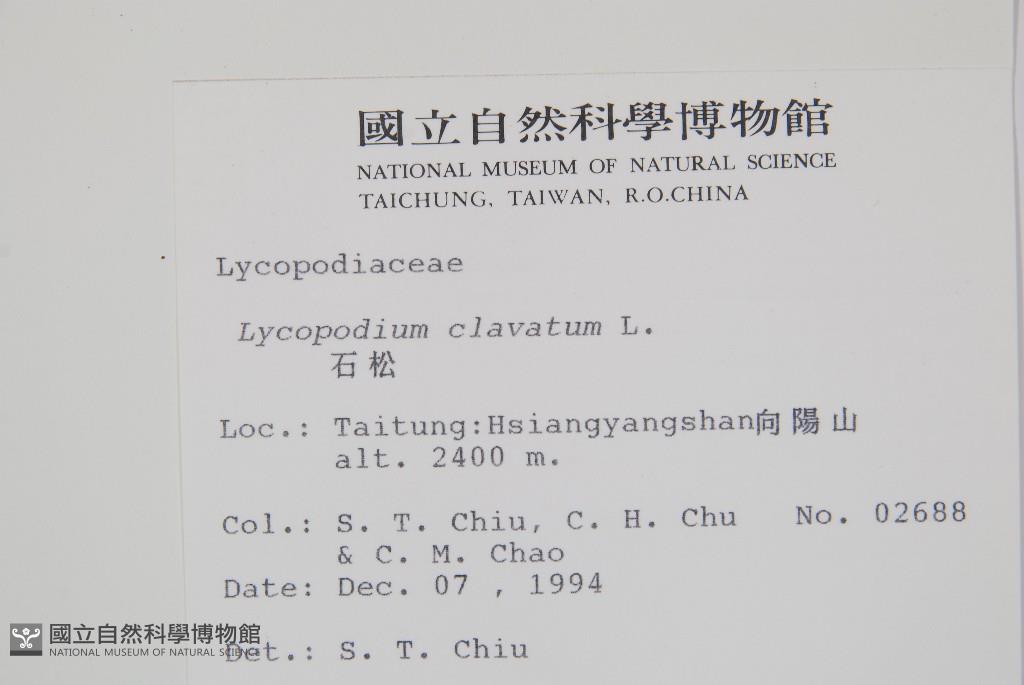 國立自然科學博物館
NATIONAL MUSEUM OF NATURAL SCIENCE
TAICHUNG, TAIWAN, R.O.CHINA
Lycopodiaceae
Lycopodium clavatum L.
石松
Loc.: Taitung:Hsiangyangshan向陽山
alt. 2400 m.
Col.: S. T. Chiu, C. H. Chu No. 02688
& C. M. Chao
Date: Dec. 07 , 1994
Det.: S. T. Chiu
國立自然科學博物館
NATIONAL MUSEUM OF NATURAL SCIENCE